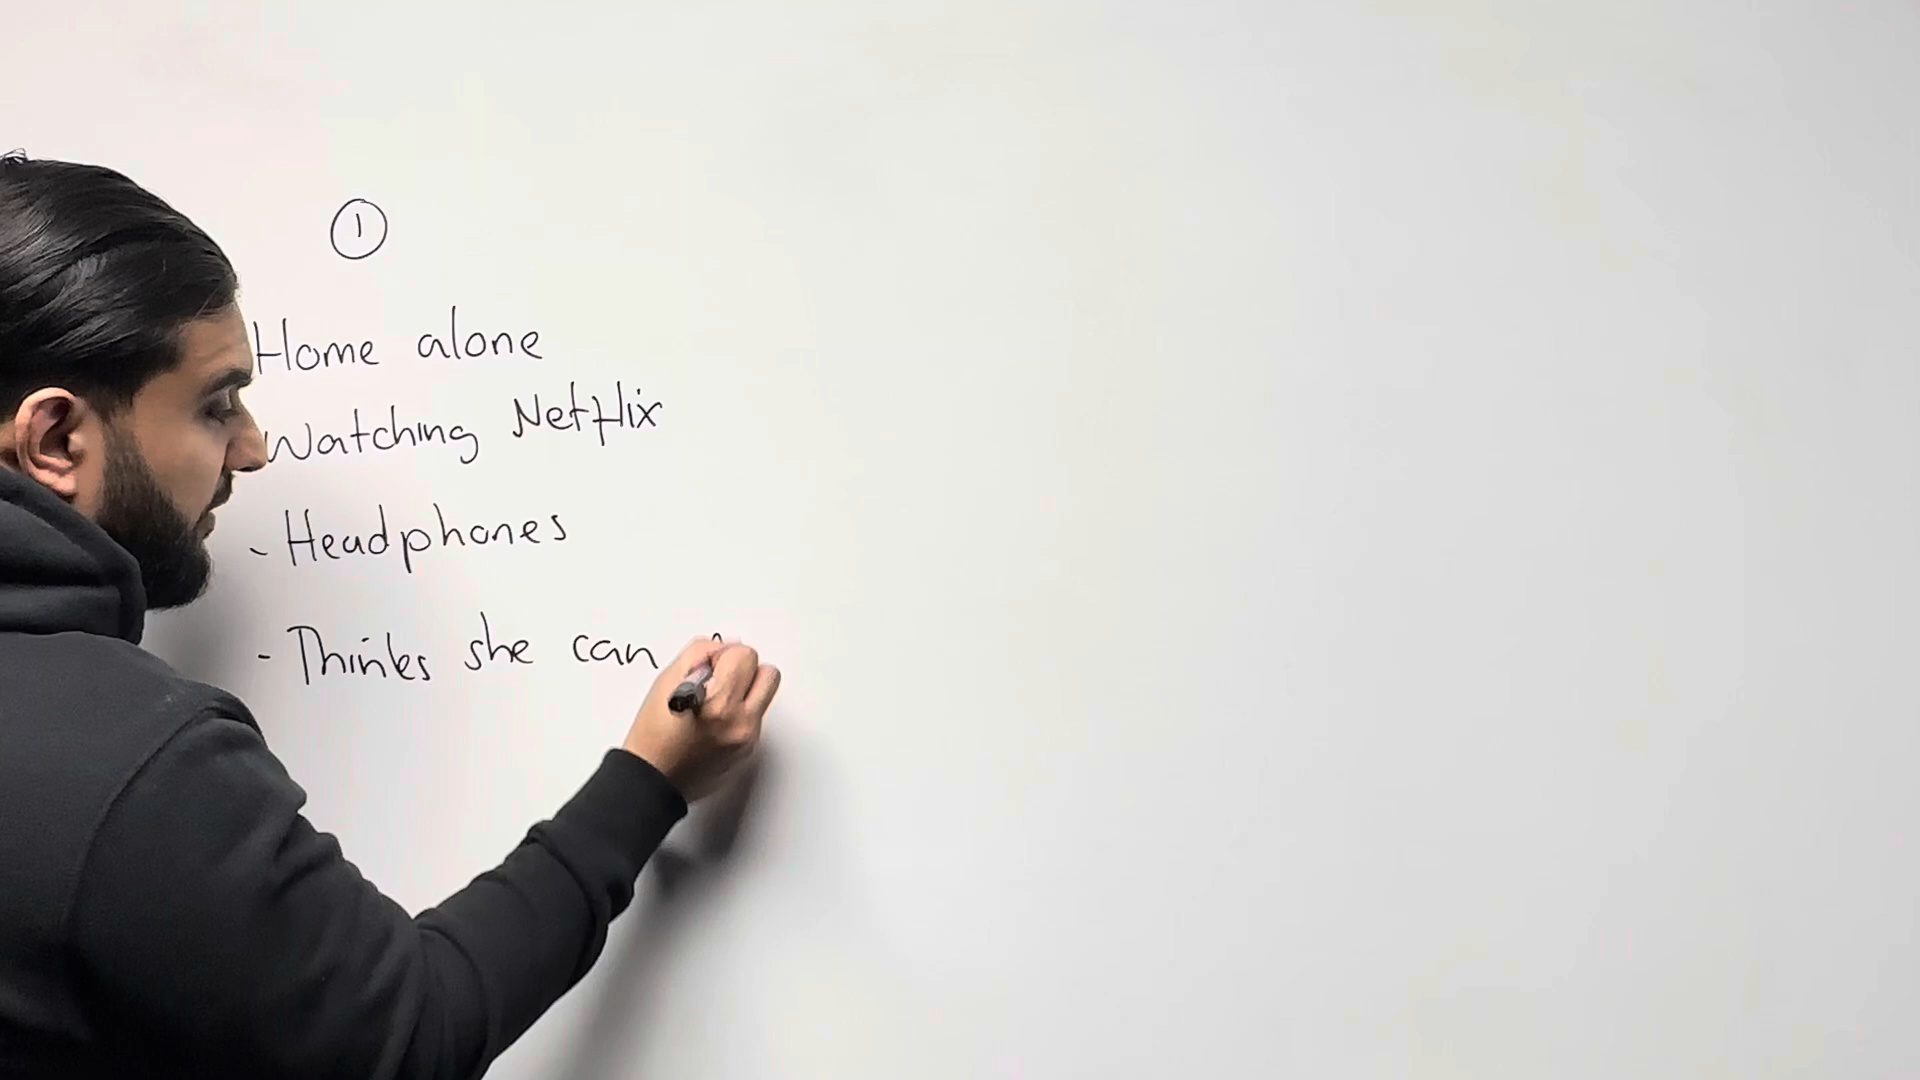 1
Home alone
Watching Netflix
- Headphones
- Thinks she can